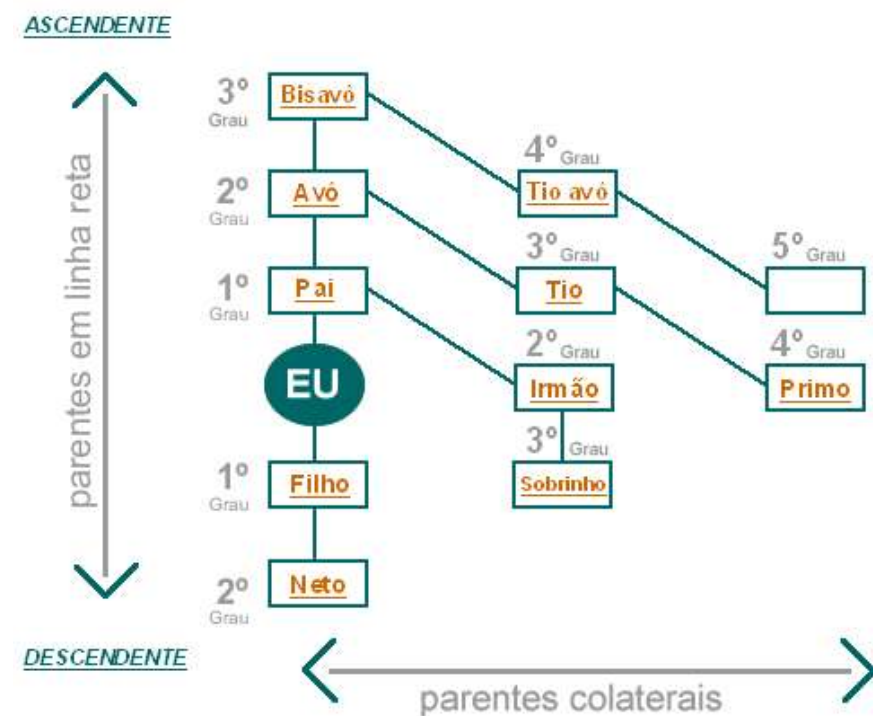 ASCENDENTE
3º Grau
Bisavó
4º Grau
2º Grau
Avô
Tio avô
3º Grau
5º Grau
1º Grau
Pai
Tio
2º Grau
4º Grau
EU
Irmão
Primo
3º Grau
1º Grau
Filho
Sobrinho
2º Grau
Neto
parentes em linha reta
DESCENDENTE
parentes colaterais